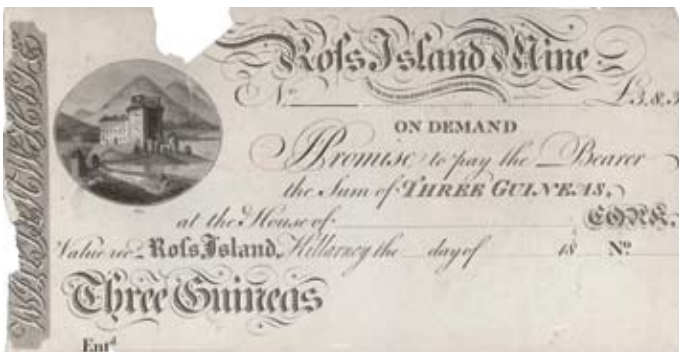 Roſs Island Mine
No. £3.8.3
ON DEMAND
I Promise to pay the Bearer
the Sum of THREE GUINEAS,
at the House of CORK.
Value recd Roſs Island, Killarney the day of 18 No
Three Guineas
Entd